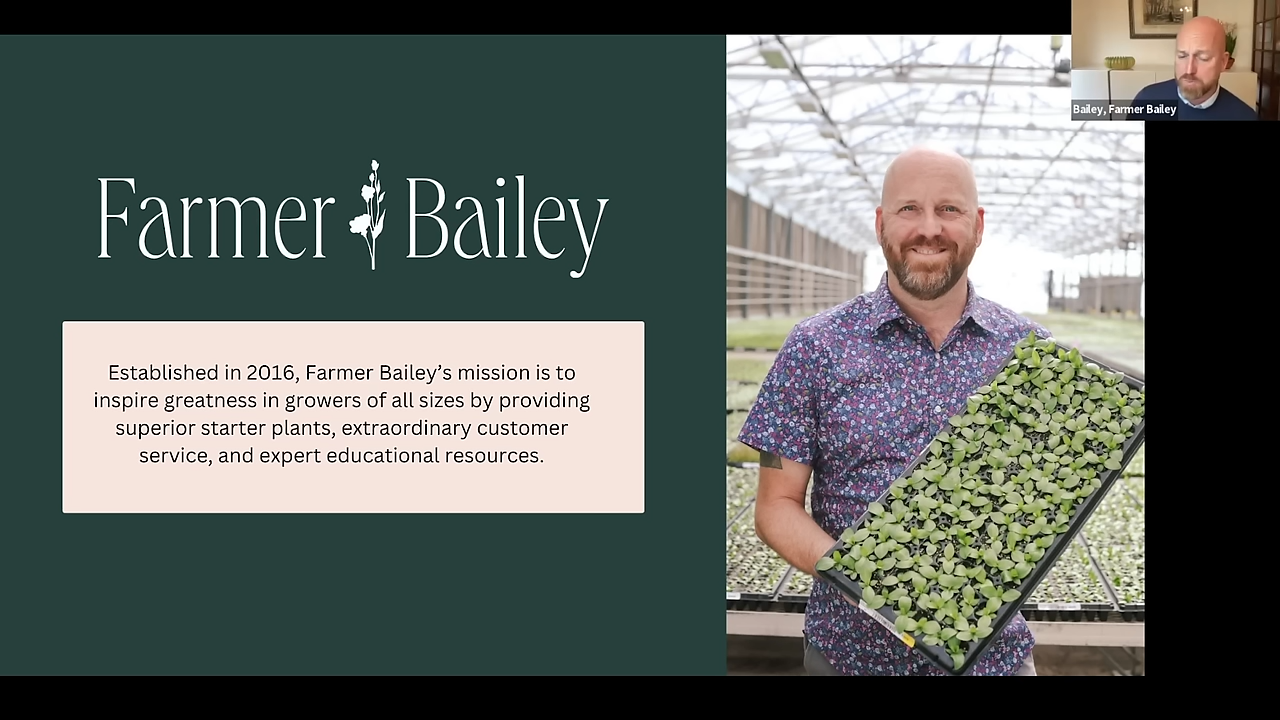 Farmer Bailey
Established in 2016, Farmer Bailey’s mission is to
inspire greatness in growers of all sizes by providing
superior starter plants, extraordinary customer
service, and expert educational resources.
Bailey, Farmer Bailey